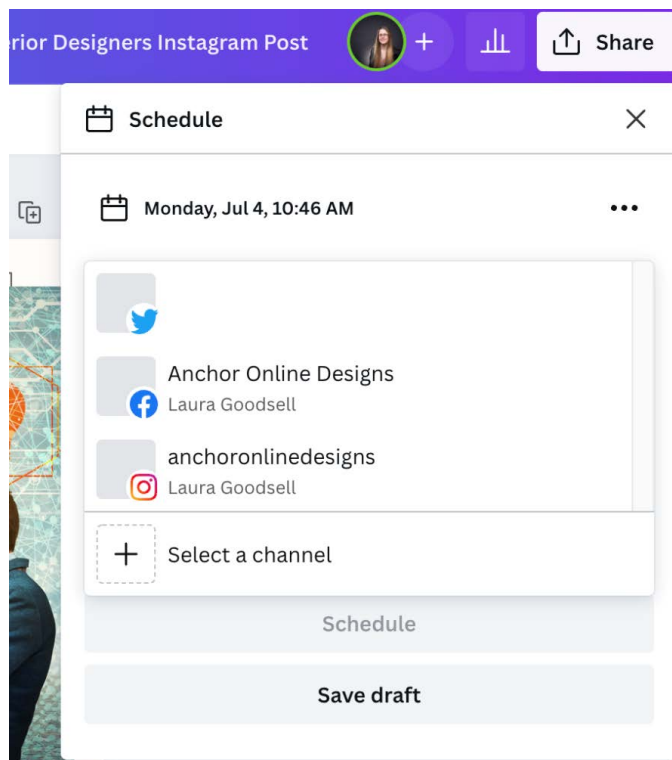 rior Designers Instagram Post
Share
Schedule
Monday, Jul 4, 10:46 AM
Anchor Online Designs
Laura Goodsell
anchoronlinedesigns
Laura Goodsell
Select a channel
Schedule
Save draft